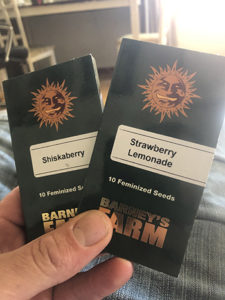 Shiskaberry
10 Feminized Seeds
BARNEY'S
FARM
Strawberry
Lemonade
10 Feminized Seeds
BARNEY'S
FARM